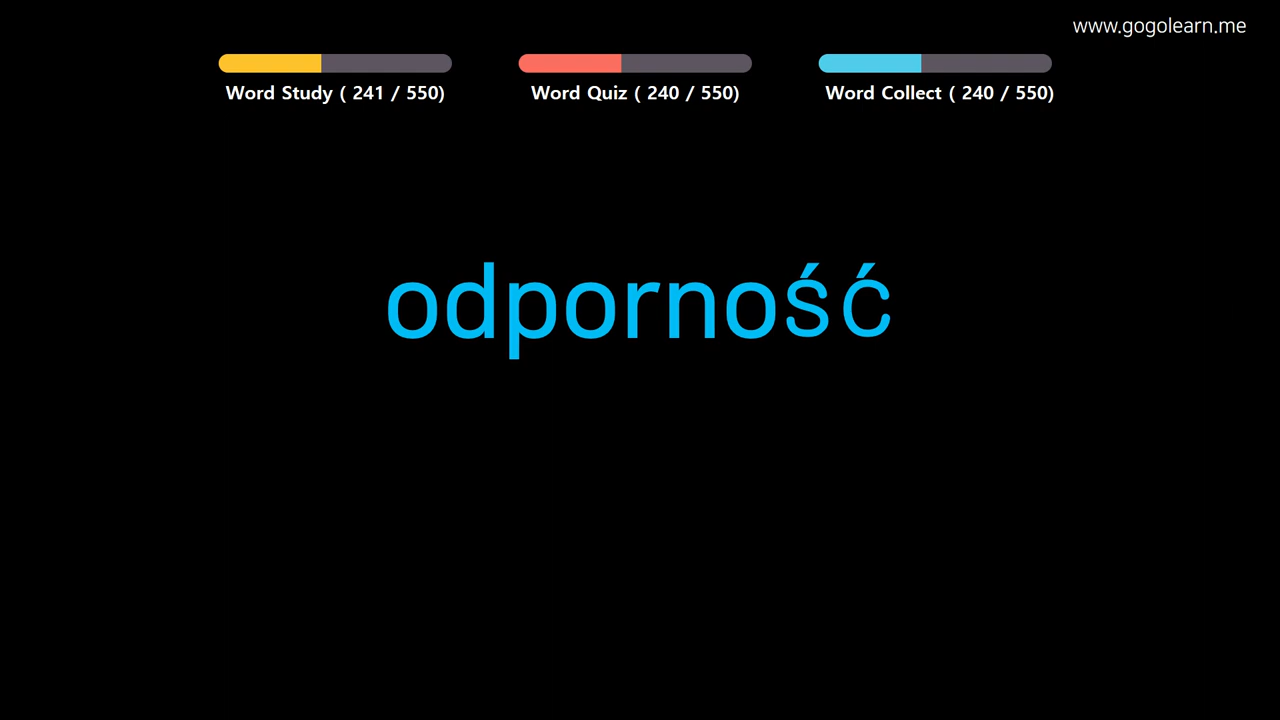 www.gogolearn.me
Word Study ( 241 / 550)
Word Quiz ( 240 / 550)
Word Collect ( 240 / 550)
odporność